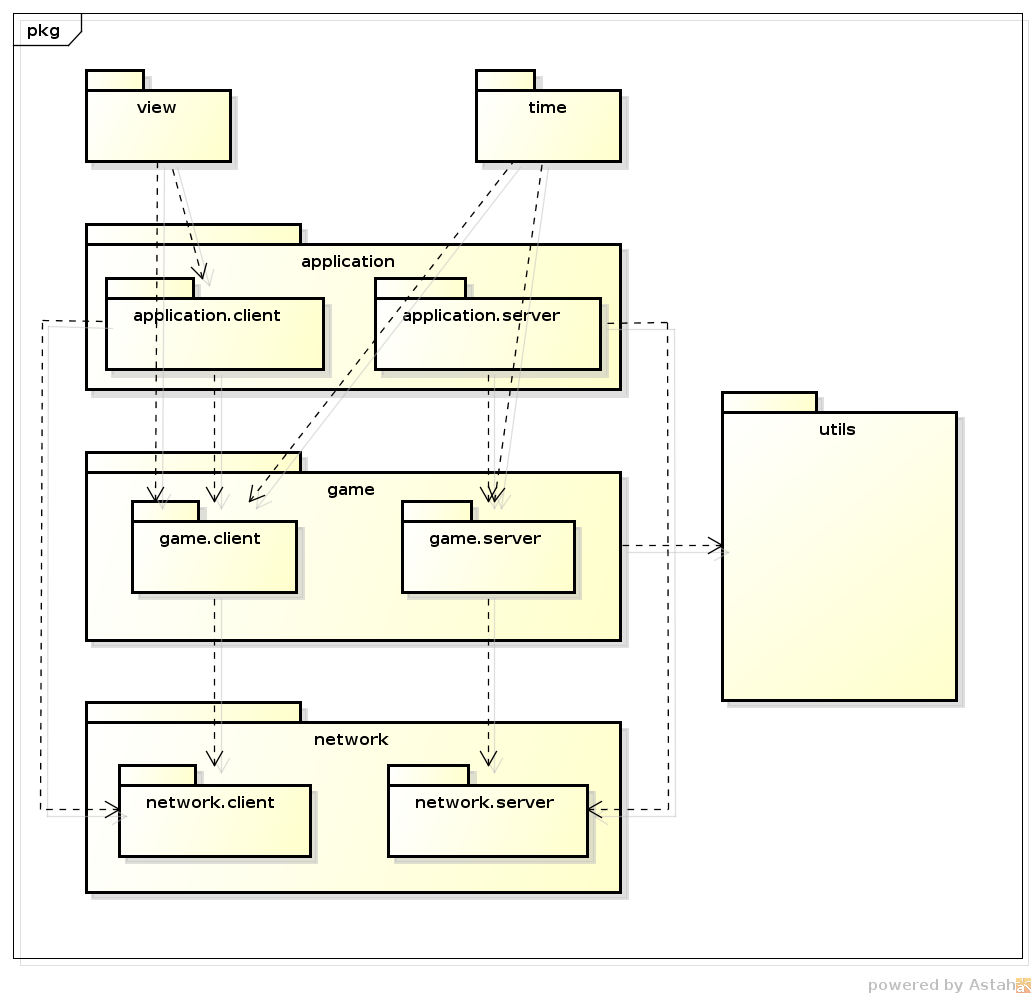 pkg
view
time
application
application.client
application.server
game
game.client
game.server
utils
network
network.client
network.server
powered by Astah